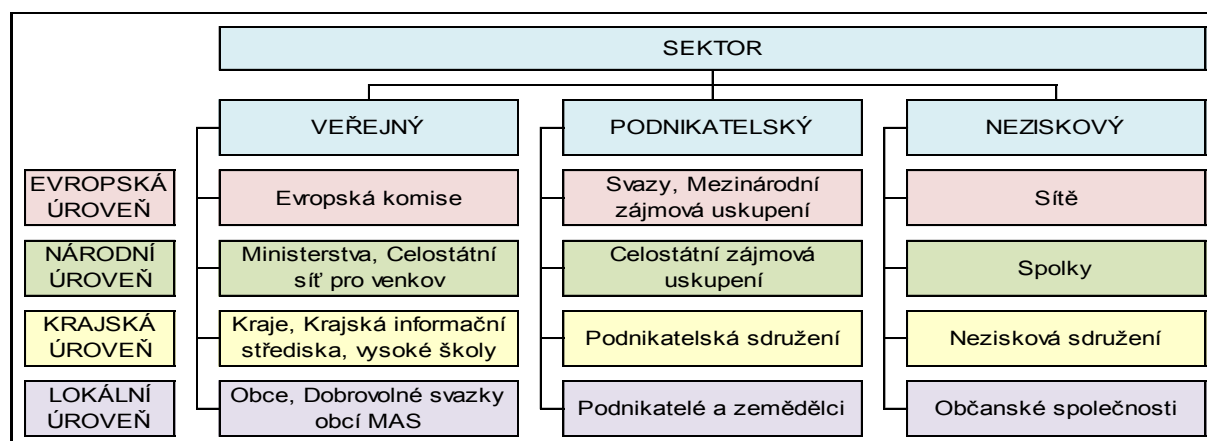 SEKTOR
VEŘEJNÝ
PODNIKATELSKÝ
NEZISKOVÝ
EVROPSKÁ
ÚROVEŇ
Evropská komise
Svazy, Mezinárodní
zájmová uskupení
Sítě
NÁRODNÍ
ÚROVEŇ
Ministerstva, Celostátní
síť pro venkov
Celostátní zájmová
uskupení
Spolky
KRAJSKÁ
ÚROVEŇ
Kraje, Krajská informační
střediska, vysoké školy
Podnikatelská sdružení
Nezisková sdružení
LOKÁLNÍ
ÚROVEŇ
Obce, Dobrovolné svazky
obcí MAS
Podnikatelé a zemědělci
Občanské společnosti